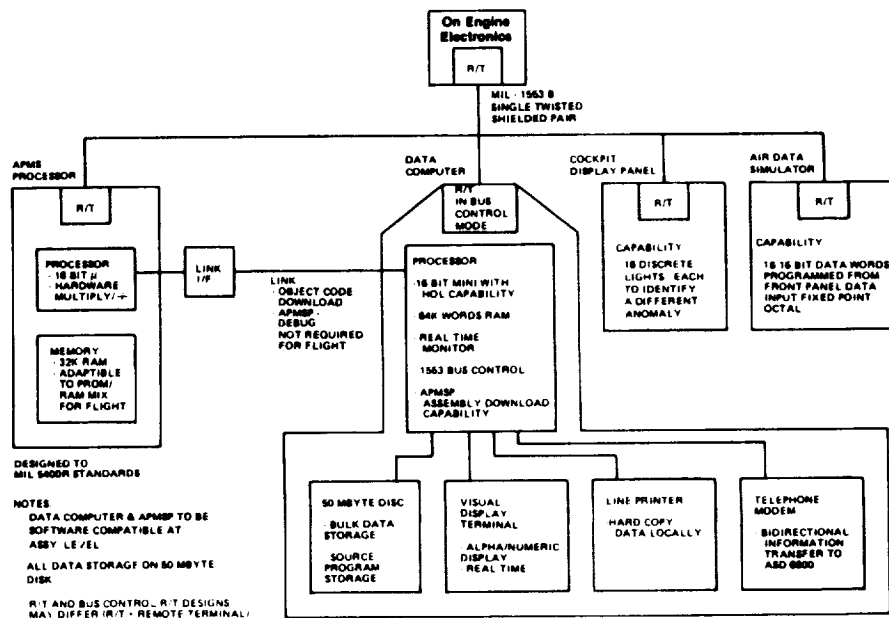 On Engine
Electronics
R/T
MIL - 1553 B
SINGLE TWISTED
SHIELDED PAIR
APMS
PROCESSOR
R/T
PROCESSOR
· 16 BIT µ
· HARDWARE
MULTIPLY/÷
MEMORY
· 32K RAM
· ADAPTIBLE
TO PROM/
RAM MIX
FOR FLIGHT
DESIGNED TO
MIL 5400R STANDARDS
LINK
I/F
LINK
· OBJECT CODE
DOWNLOAD
· APMSP -
DEBUG
NOT REQUIRED
FOR FLIGHT
DATA
COMPUTER
R/T
IN BUS
CONTROL
MODE
PROCESSOR
· 16 BIT MINI WITH
HOL CAPABILITY
· 64K WORDS RAM
· REAL TIME
MONITOR
1553 BUS CONTROL
· APMSP
ASSEMBLY DOWNLOAD
CAPABILITY
COCKPIT
DISPLAY PANEL
R/T
CAPABILITY
16 DISCRETE
LIGHTS EACH
TO IDENTIFY
A DIFFERENT
ANOMALY
AIR DATA
SIMULATOR
R/T
CAPABILITY
16 16 BIT DATA WORDS
PROGRAMMED FROM
FRONT PANEL DATA
INPUT FIXED POINT
OCTAL
50 MBYTE DISC
· BULK DATA
STORAGE
SOURCE
PROGRAM
STORAGE
VISUAL
DISPLAY
TERMINAL
· ALPHA/NUMERIC
DISPLAY
· REAL TIME
LINE PRINTER
· HARD COPY
DATA LOCALLY
TELEPHONE
MODEM
· BIDIRECTIONAL
INFORMATION
TRANSFER TO
ASD 6600
NOTES
DATA COMPUTER & APMSP TO BE
SOFTWARE COMPATIBLE AT
ASSY LEVEL
ALL DATA STORAGE ON 50 MBYTE
DISK
R/T AND BUS CONTROL R/T DESIGNS
MAY DIFFER (R/T - REMOTE TERMINAL)